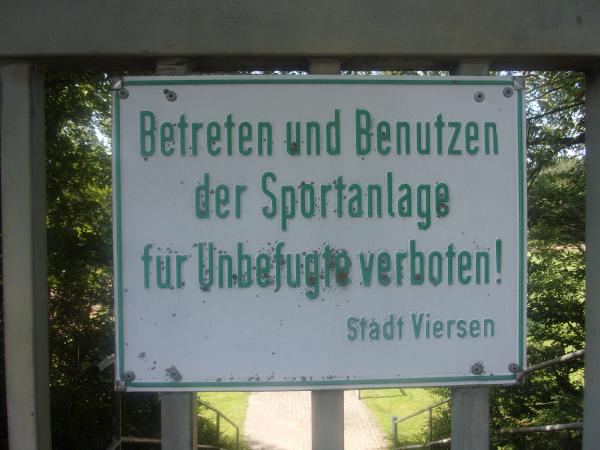 Betreten und Benutzen
der Sportanlage
für Unbefugte verboten!
Stadt Viersen